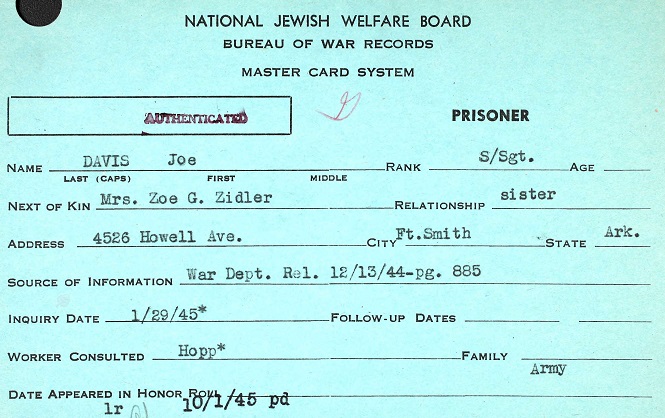 NATIONAL JEWISH WELFARE BOARD
BUREAU OF WAR RECORDS
MASTER CARD SYSTEM
AUTHENTICATED PRISONER
NAME DAVIS Joe RANK S/Sgt. AGE
LAST (CAPS) FIRST MIDDLE
NEXT OF KIN Mrs. Zoe G. Zidler RELATIONSHIP sister
ADDRESS 4526 Howell Ave. CITY Ft.Smith STATE Ark.
SOURCE OF INFORMATION War Dept. Rel. 12/13/44-pg. 885
INQUIRY DATE 1/29/45* FOLLOW-UP DATES
WORKER CONSULTED Hopp* FAMILY
Army
DATE APPEARED IN HONOR ROLL 10/1/45 pd
lr